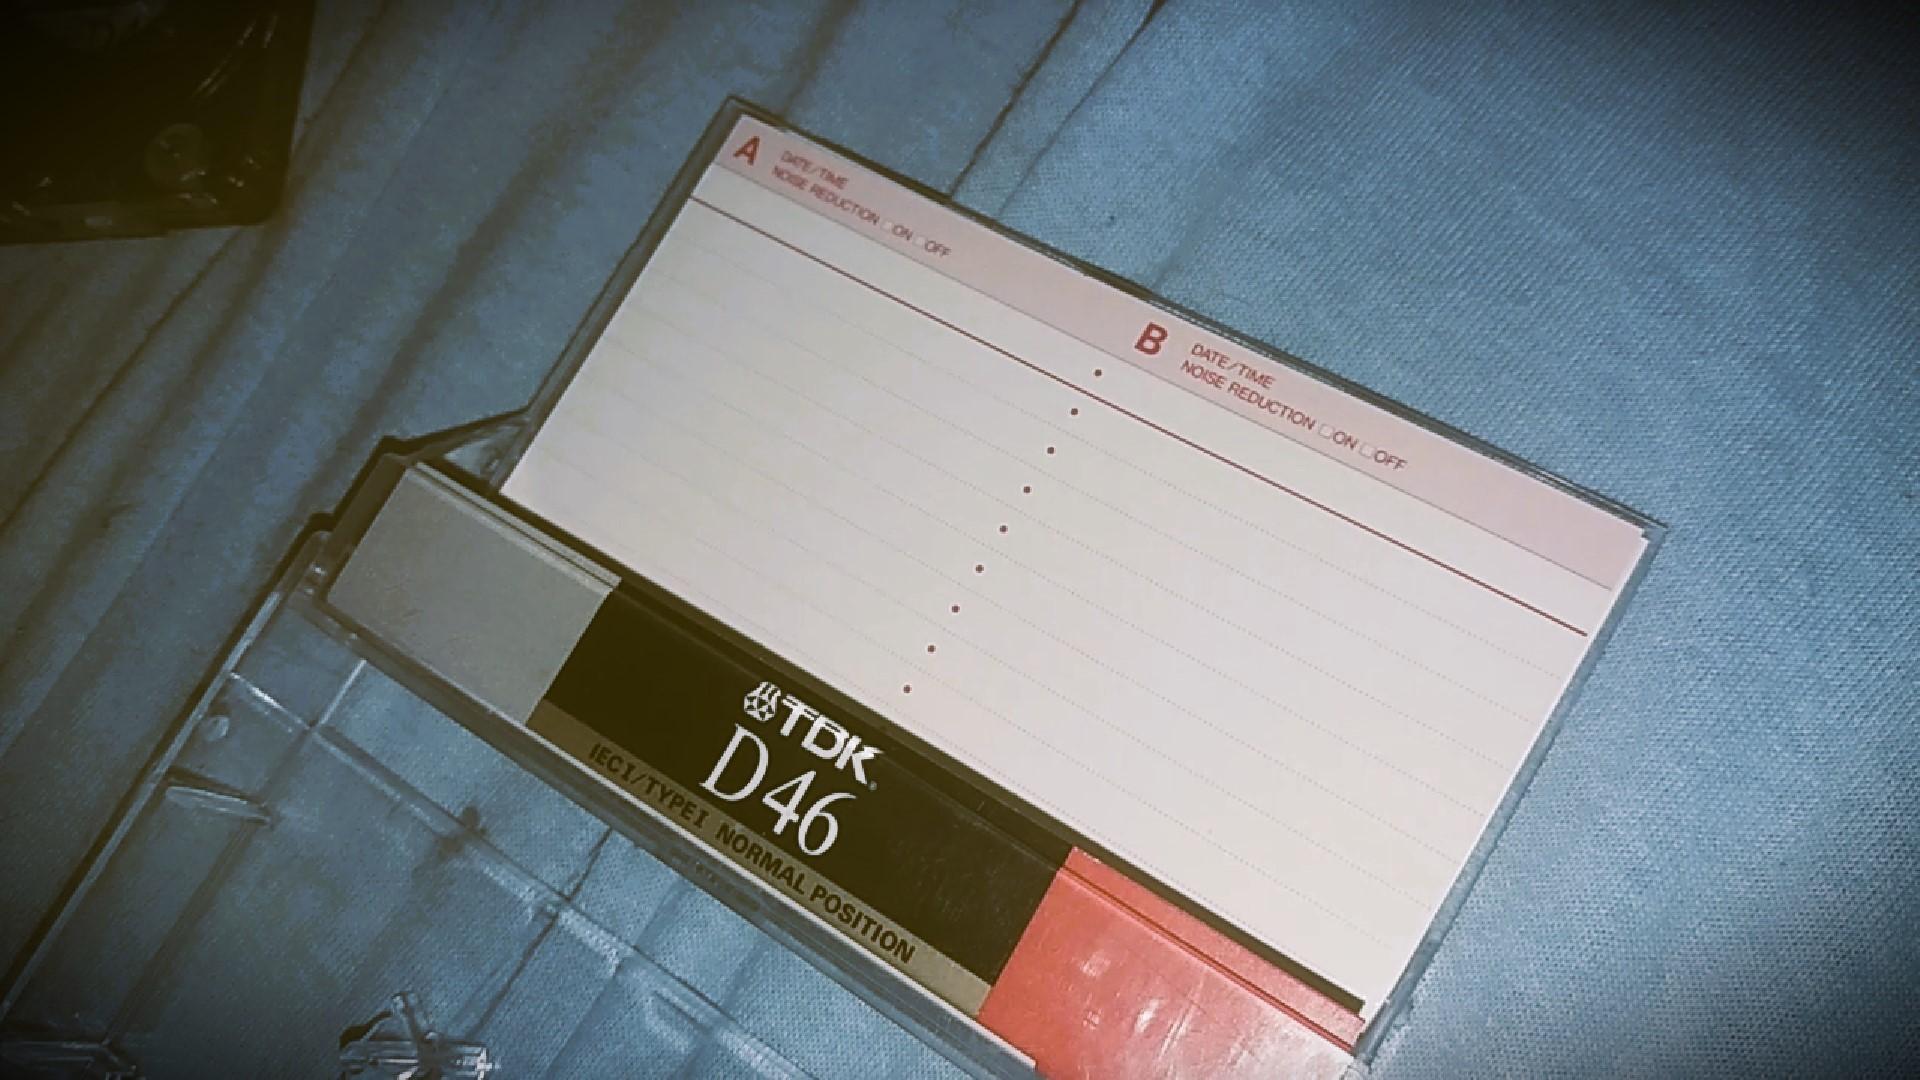 A DATE/TIME
NOISE REDUCTION □ON □OFF
B DATE/TIME
NOISE REDUCTION □ON □OFF
TDK®
D46
IECI/TYPEI NORMAL POSITION